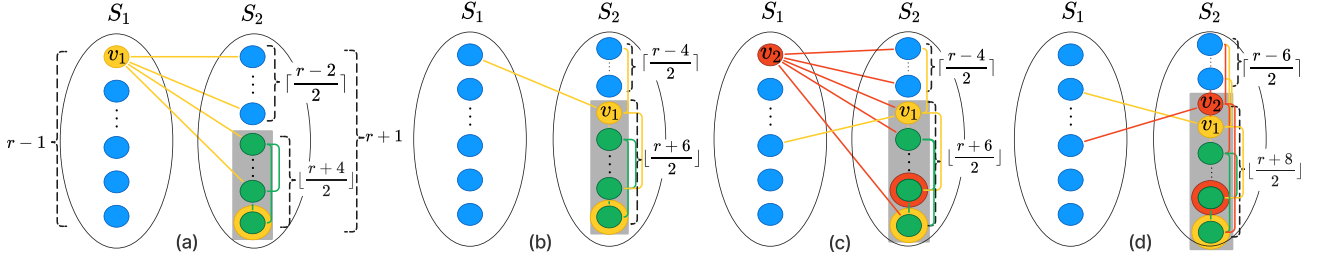 S₁ S₂ S₁ S₂ S₁ S₂ S₁ S₂
v₁ v₂
⌈(r − 2)/2⌉ ⌈(r − 4)/2⌉ ⌈(r − 4)/2⌉ ⌈(r − 6)/2⌉
v₂
v₁ v₁ v₁
r − 1 r + 1
⌊(r + 4)/2⌋ ⌊(r + 6)/2⌋ ⌊(r + 6)/2⌋ ⌊(r + 8)/2⌋
(a) (b) (c) (d)